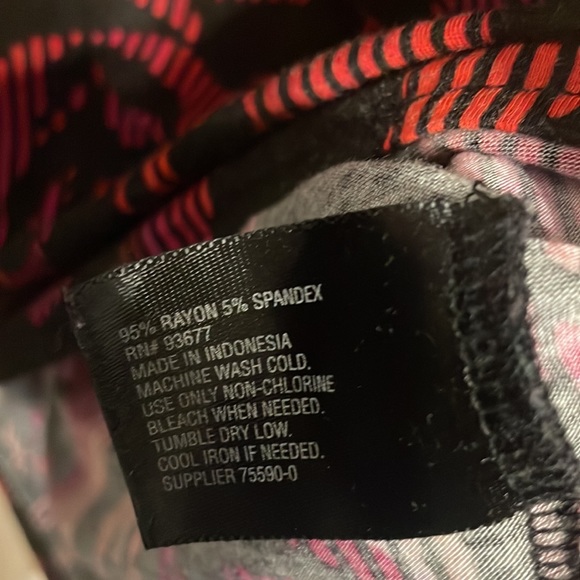 95% RAYON 5% SPANDEX
RN# 93677
MADE IN INDONESIA
MACHINE WASH COLD.
USE ONLY NON-CHLORINE
BLEACH WHEN NEEDED.
TUMBLE DRY LOW.
COOL IRON IF NEEDED.
SUPPLIER 75590-0